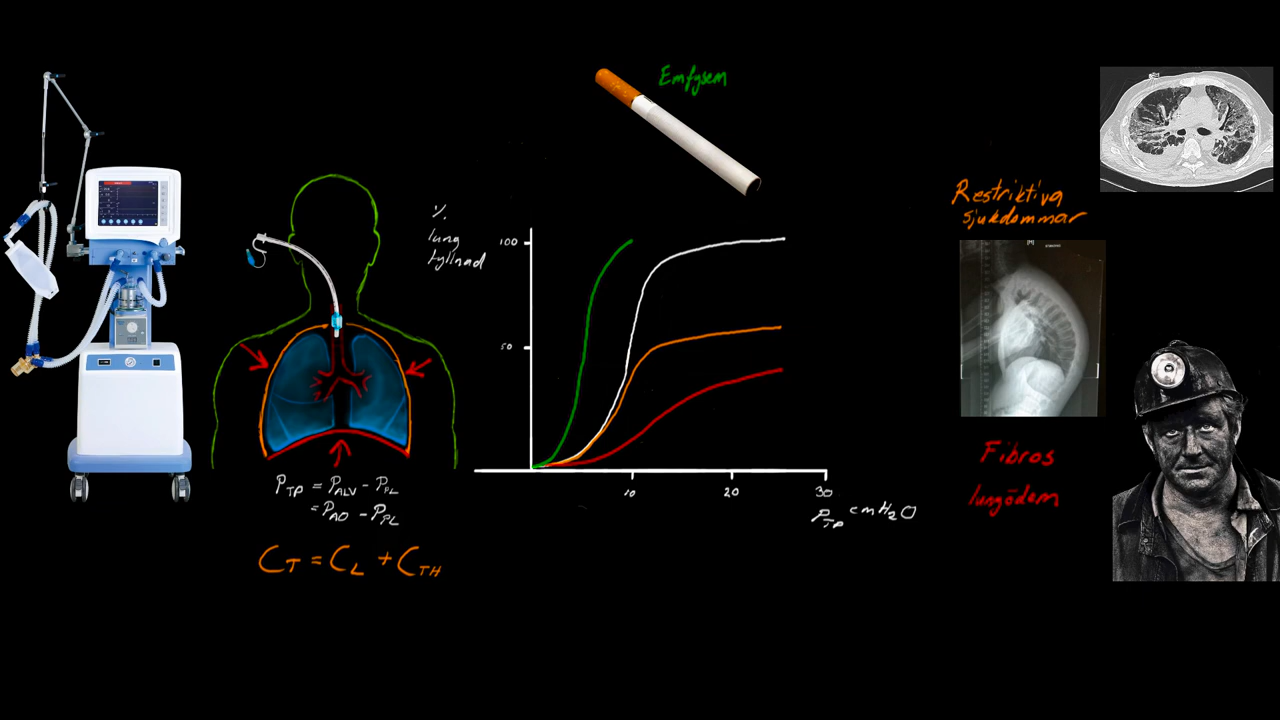 Emfysem
%
lung
fyllnad
100
50
10
20
30
P_TP cmH₂O
P_TP = P_ALV - P_PL
= P_AO - P_PL
C_T = C_L + C_TH
Restriktiva
sjukdommar
Fibros
lungödem